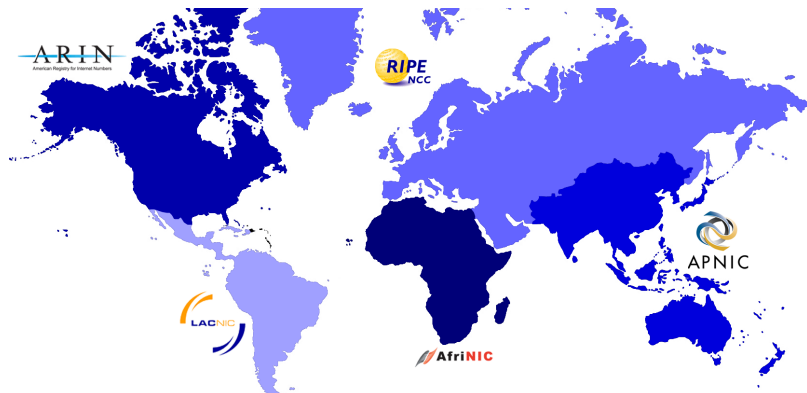 ARIN
American Registry for Internet Numbers
RIPE
NCC
APNIC
LACNIC
AfriNIC